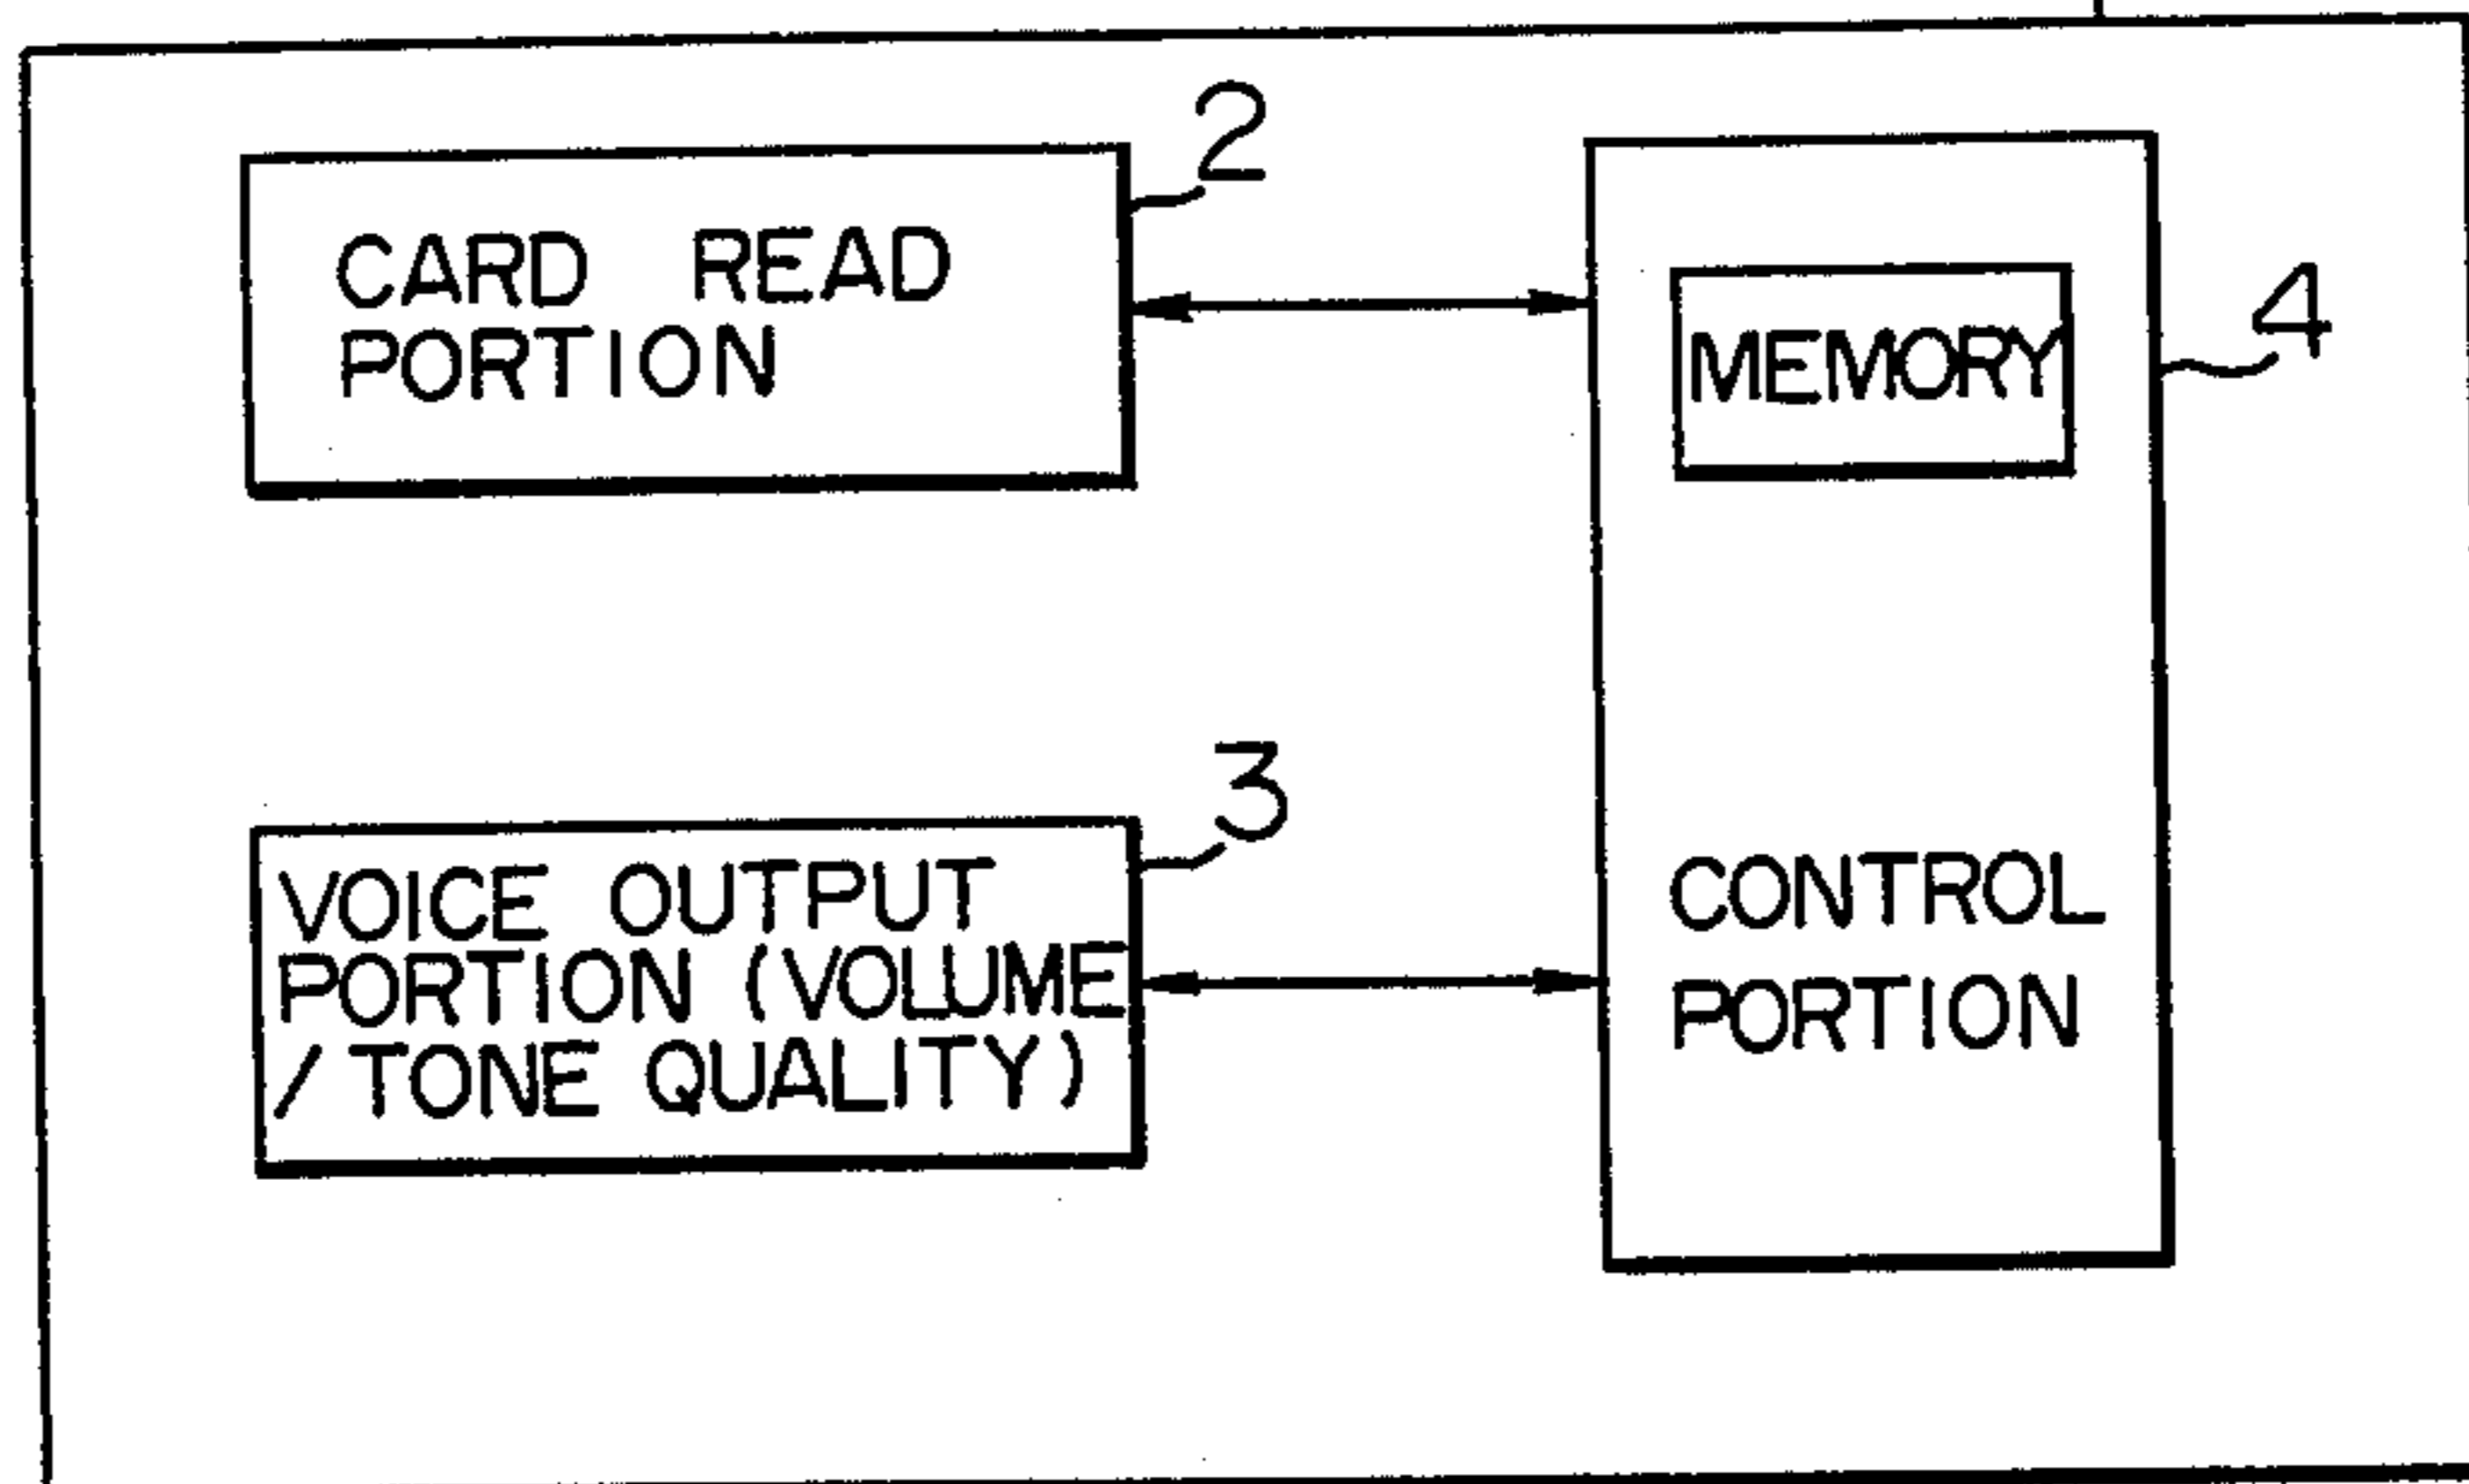 2
CARD READ
PORTION
MEMORY
4
3
VOICE OUTPUT
PORTION (VOLUME
/TONE QUALITY)
CONTROL
PORTION